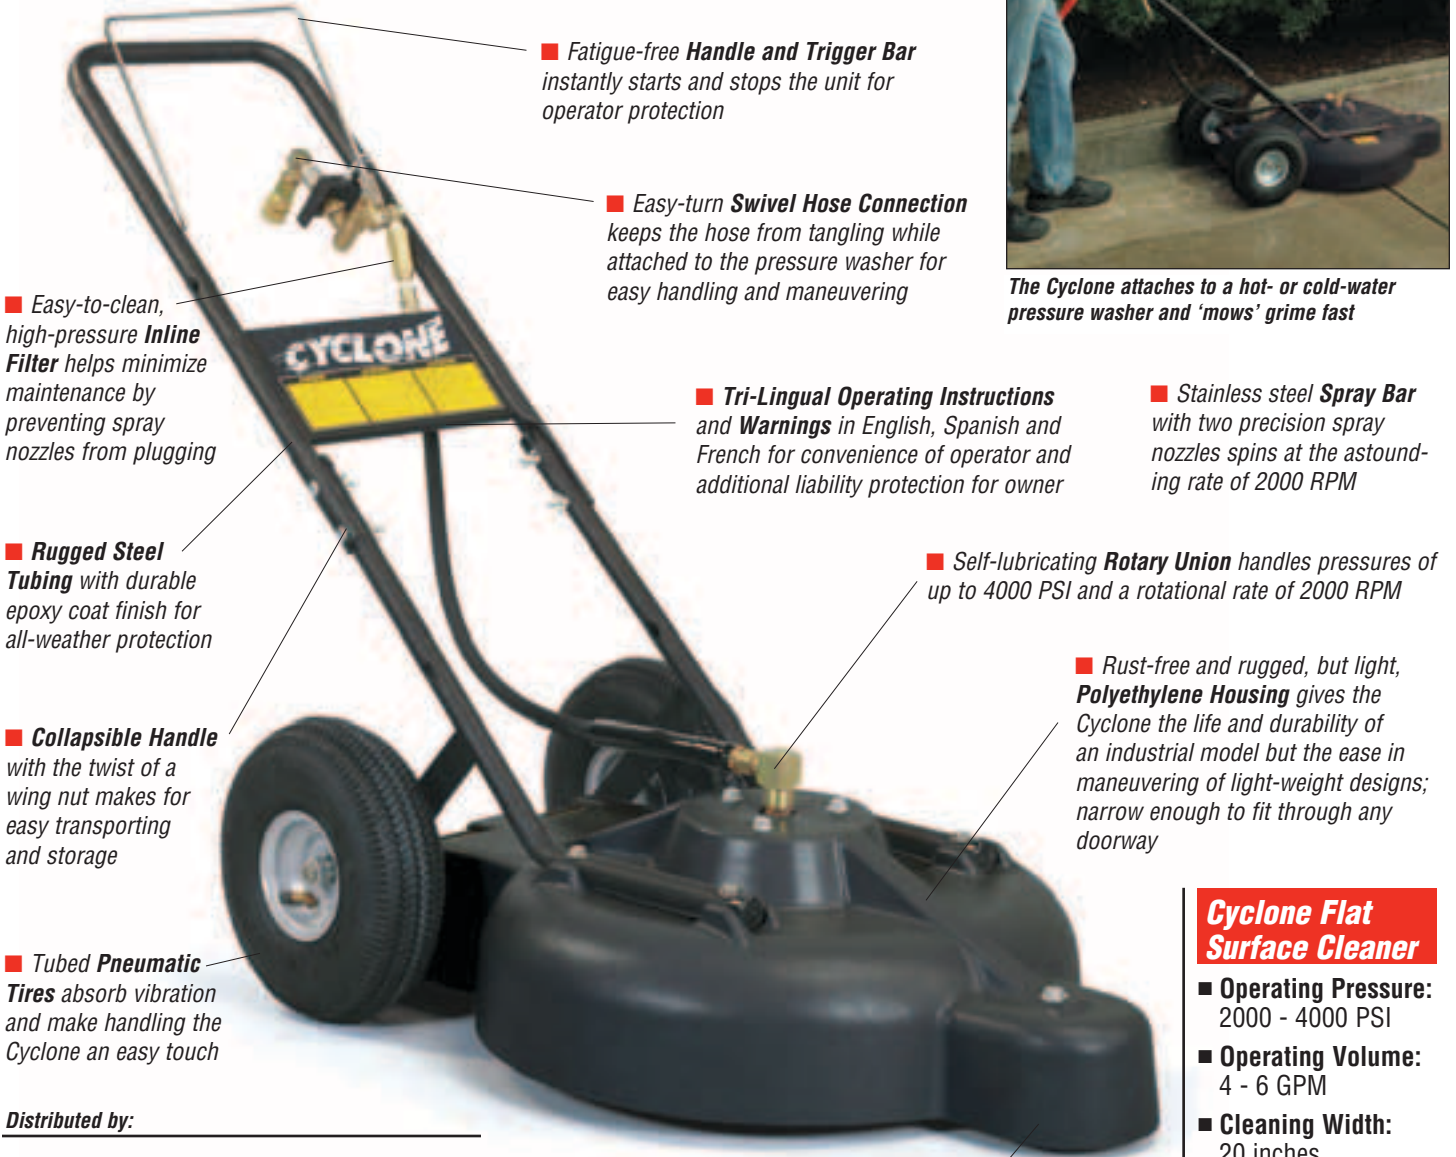 ■ Fatigue-free Handle and Trigger Bar
instantly starts and stops the unit for
operator protection
■ Easy-turn Swivel Hose Connection
keeps the hose from tangling while
attached to the pressure washer for
easy handling and maneuvering
The Cyclone attaches to a hot- or cold-water
pressure washer and ‘mows’ grime fast
■ Easy-to-clean,
high-pressure Inline
Filter helps minimize
maintenance by
preventing spray
nozzles from plugging
CYCLONE
■ Tri-Lingual Operating Instructions
and Warnings in English, Spanish and
French for convenience of operator and
additional liability protection for owner
■ Stainless steel Spray Bar
with two precision spray
nozzles spins at the astound-
ing rate of 2000 RPM
■ Rugged Steel
Tubing with durable
epoxy coat finish for
all-weather protection
■ Self-lubricating Rotary Union handles pressures of
up to 4000 PSI and a rotational rate of 2000 RPM
■ Rust-free and rugged, but light,
Polyethylene Housing gives the
Cyclone the life and durability of
an industrial model but the ease in
maneuvering of light-weight designs;
narrow enough to fit through any
doorway
■ Collapsible Handle
with the twist of a
wing nut makes for
easy transporting
and storage
■ Tubed Pneumatic
Tires absorb vibration
and make handling the
Cyclone an easy touch
Distributed by:
Cyclone Flat
Surface Cleaner
■ Operating Pressure:
2000 - 4000 PSI
■ Operating Volume:
4 - 6 GPM
■ Cleaning Width:
20 inches